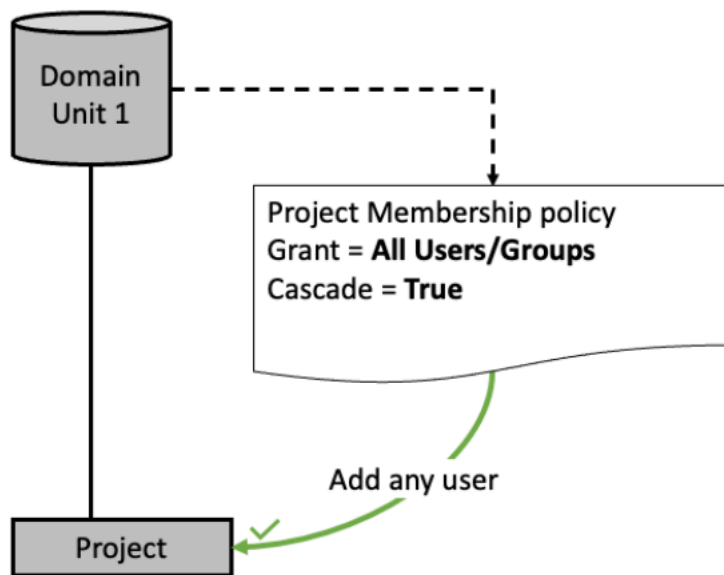 Domain
Unit 1
Project Membership policy
Grant = All Users/Groups
Cascade = True
Add any user
Project